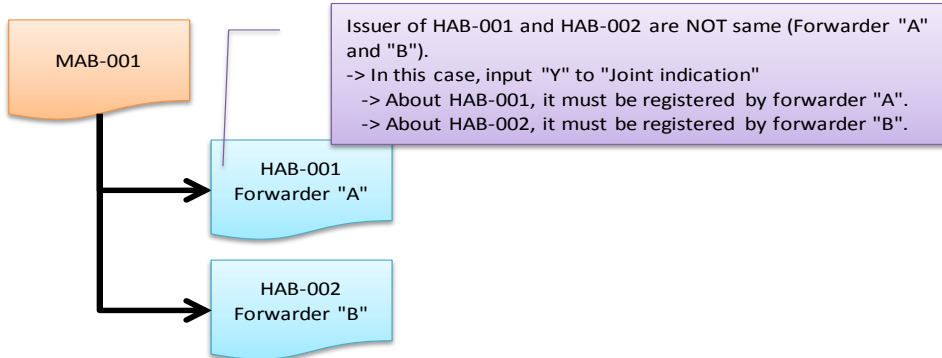 MAB-001
Issuer of HAB-001 and HAB-002 are NOT same (Forwarder "A"
and "B").
-> In this case, input "Y" to "Joint indication"
-> About HAB-001, it must be registered by forwarder "A".
-> About HAB-002, it must be registered by forwarder "B".
HAB-001
Forwarder "A"
HAB-002
Forwarder "B"